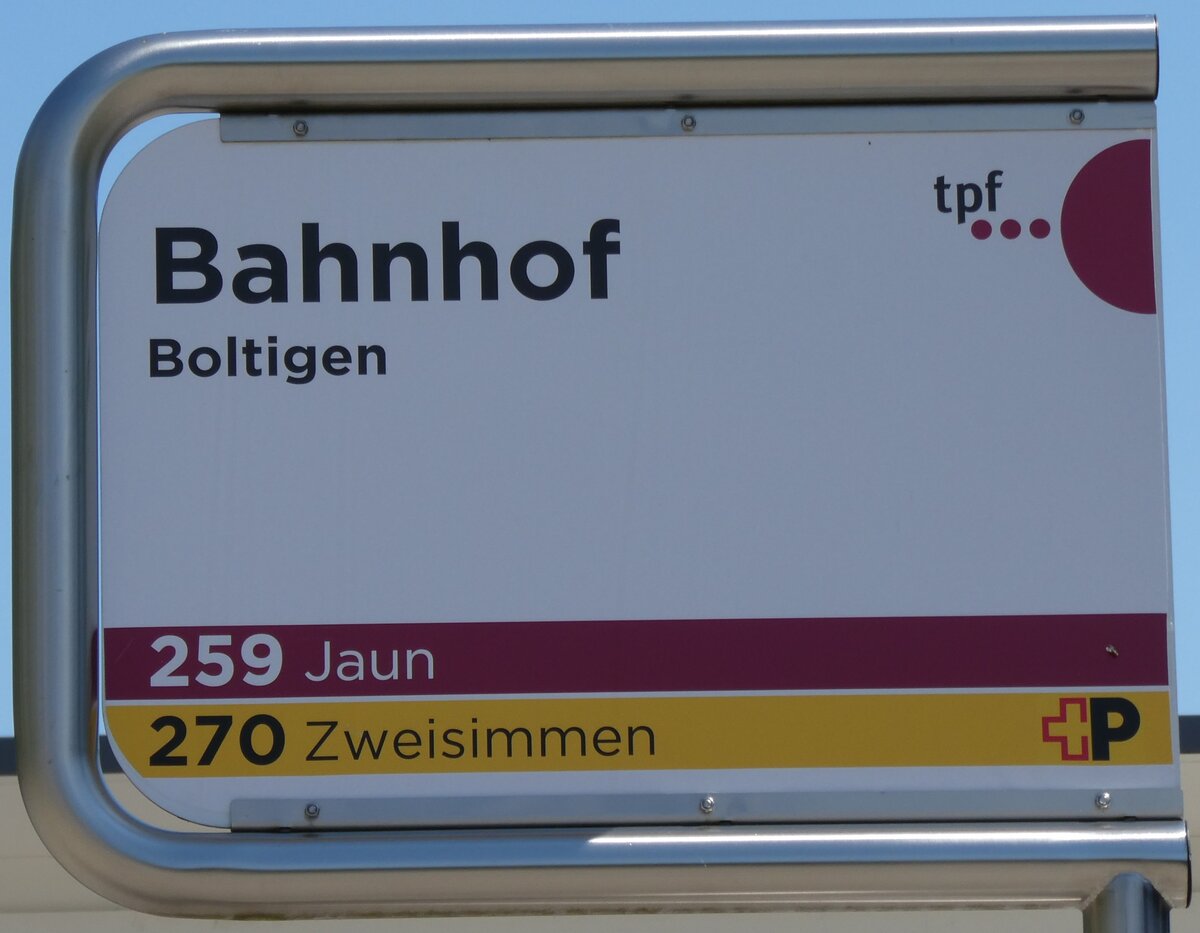 tpf
Bahnhof
Boltigen
259 Jaun
270 Zweisimmen P